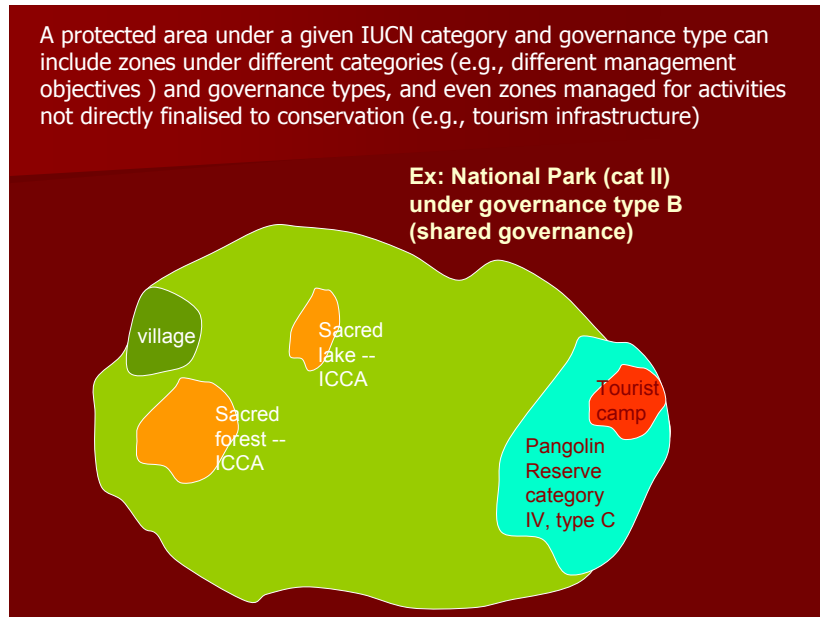 A protected area under a given IUCN category and governance type can
include zones under different categories (e.g., different management
objectives ) and governance types, and even zones managed for activities
not directly finalised to conservation (e.g., tourism infrastructure)
Ex: National Park (cat II)
under governance type B
(shared governance)
village
Sacred
lake --
ICCA
Sacred
forest --
ICCA
Tourist
camp
Pangolin
Reserve
category
IV, type C